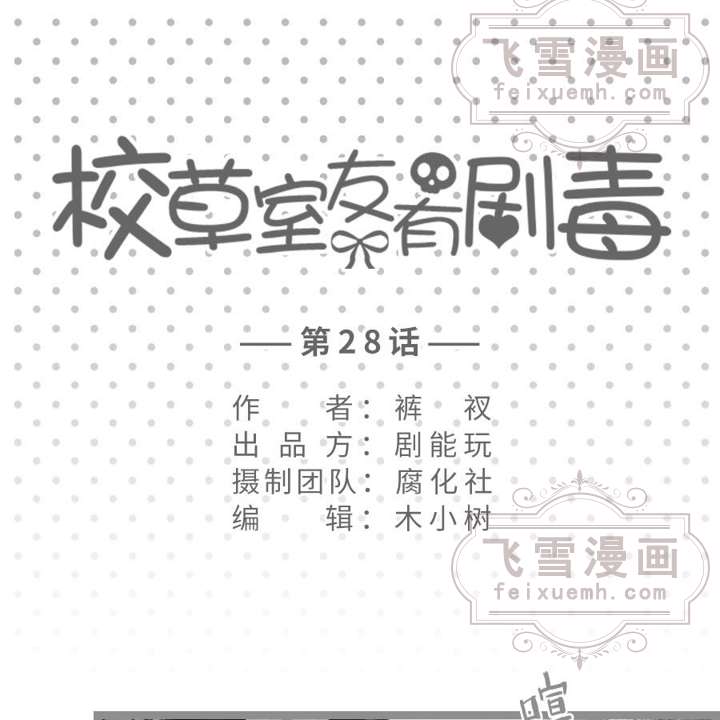 飞雪漫画
feixuemh.com
校草室友有剧毒
第28话
作者：裤衩
出品方：剧能玩
摄制团队：腐化社
编辑：木小树
飞雪漫画
feixuemh.com
喧